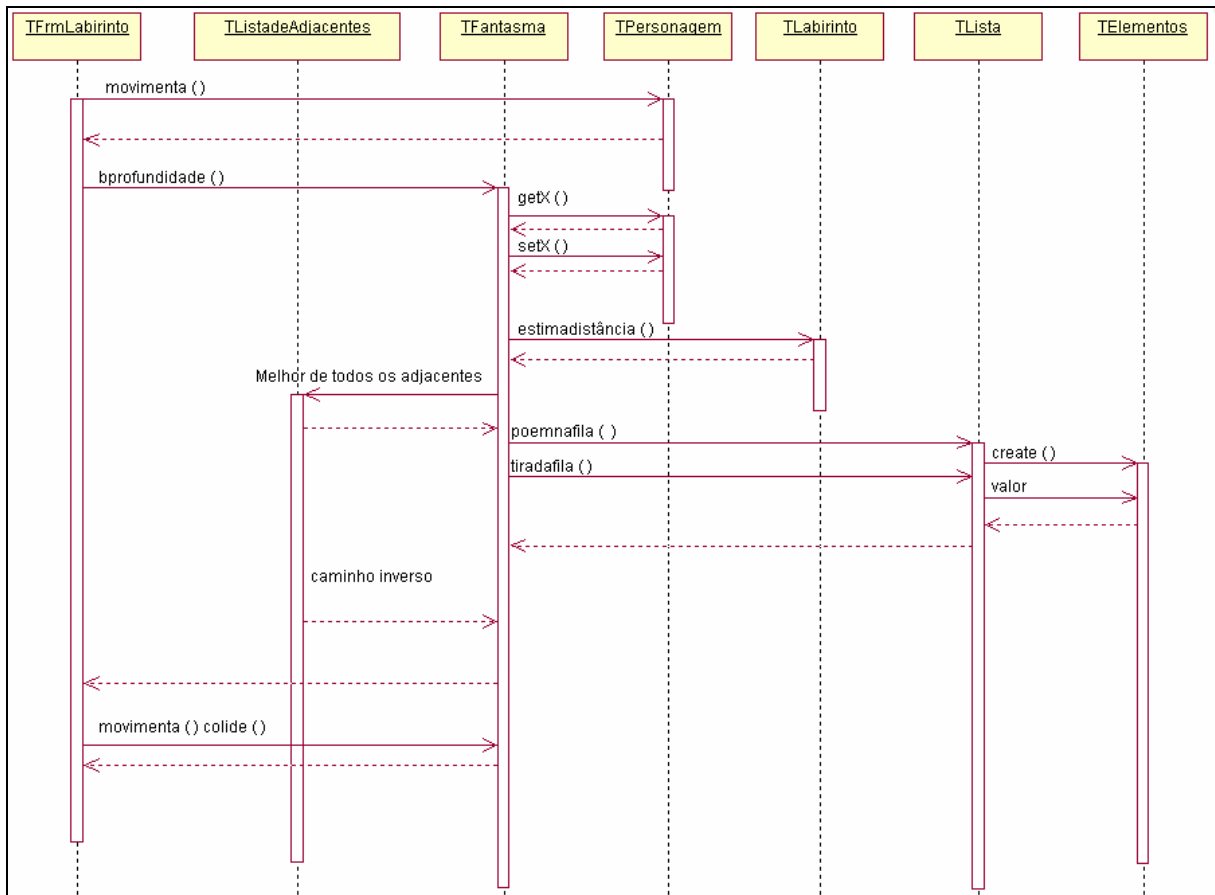 TFrmLabirinto TListadeAdjacentes TFantasma TPersonagem TLabirinto TLista TElementos
movimenta ()
bprofundidade ()
getX ()
setX ()
estimadistância ()
Melhor de todos os adjacentes
poemnafila ()
create ()
tiradafila ()
valor
caminho inverso
movimenta () colide ()